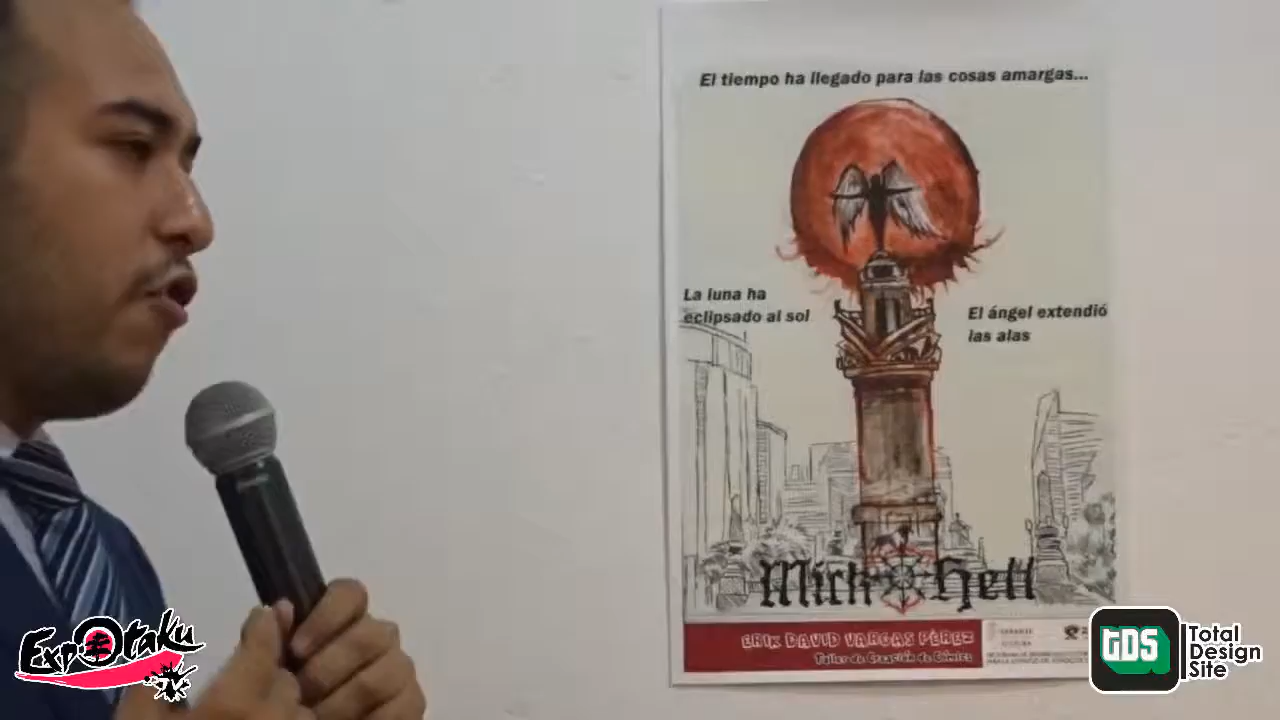 El tiempo ha llegado para las cosas amargas...
La luna ha
eclipsado al sol
El ángel extendió
las alas
Mick Hell
ERIK DAVID VARGAS PÉREZ
Taller de Creación de Cómics
ExpOtaku
GDS
Total
Design
Site